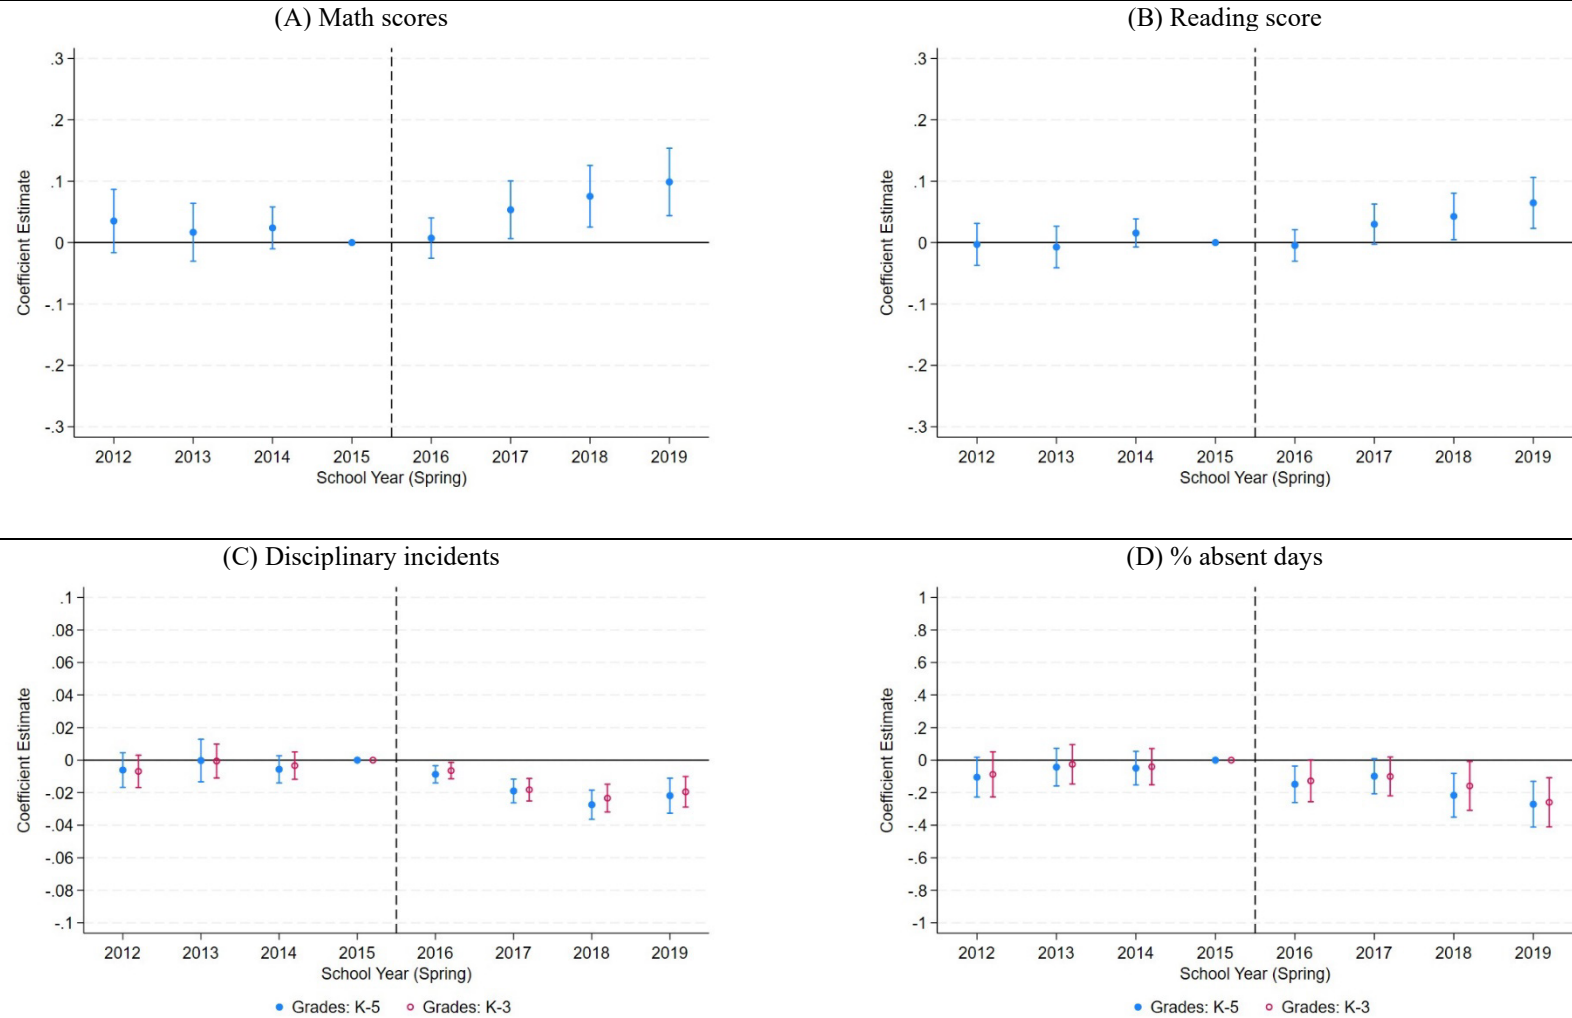 (A) Math scores
.3
.2
.1
0
-.1
-.2
-.3
Coefficient Estimate
2012 2013 2014 2015 2016 2017 2018 2019
School Year (Spring)
(B) Reading score
.3
.2
.1
0
-.1
-.2
-.3
Coefficient Estimate
2012 2013 2014 2015 2016 2017 2018 2019
School Year (Spring)
(C) Disciplinary incidents
.1
.08
.06
.04
.02
0
-.02
-.04
-.06
-.08
-.1
Coefficient Estimate
2012 2013 2014 2015 2016 2017 2018 2019
School Year (Spring)
Grades: K-5 Grades: K-3
(D) % absent days
1
.8
.6
.4
.2
0
-.2
-.4
-.6
-.8
-1
Coefficient Estimate
2012 2013 2014 2015 2016 2017 2018 2019
School Year (Spring)
Grades: K-5 Grades: K-3